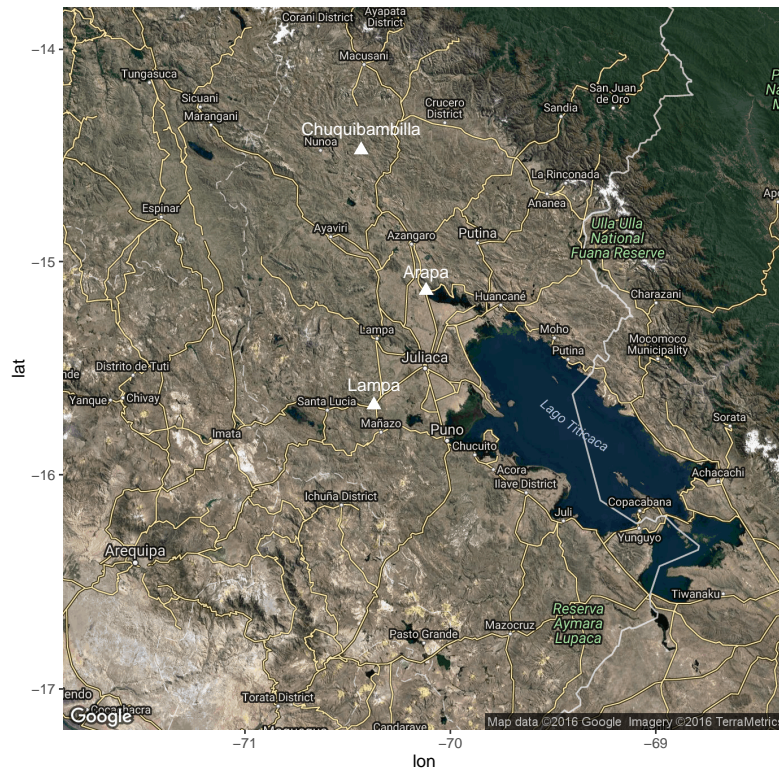 Corani District
Ayapata
District
−14
Macusani
Tungasuca
San Juan
de Oro
Sicuani
Crucero
District
Sandia
Marangani
Chuquibambilla
Nunoa
La Rinconada
Ananea
Espinar
Ayaviri
Azangaro
Putina
Ulla Ulla
National
Fuana Reserve
−15
Arapa
Huancané
Charazani
Lampa
Moho
Putina
Mocomoco
Municipality
Juliaca
Distrito de Tuti
lat
Lampa
Yanque
Chivay
Santa Lucia
Mañazo
Lago Titicaca
Sorata
Imata
Puno
Chucuito
−16
Acora
Ilave District
Achacachi
Ichuña District
Copacabana
Juli
Yunguyo
Arequipa
Tiwanaku
Reserva
Aymara
Lupaca
Mazocruz
Pasto Grande
−17
Torata District
Google
Map data ©2016 Google Imagery ©2016 TerraMetrics
−71
−70
−69
lon